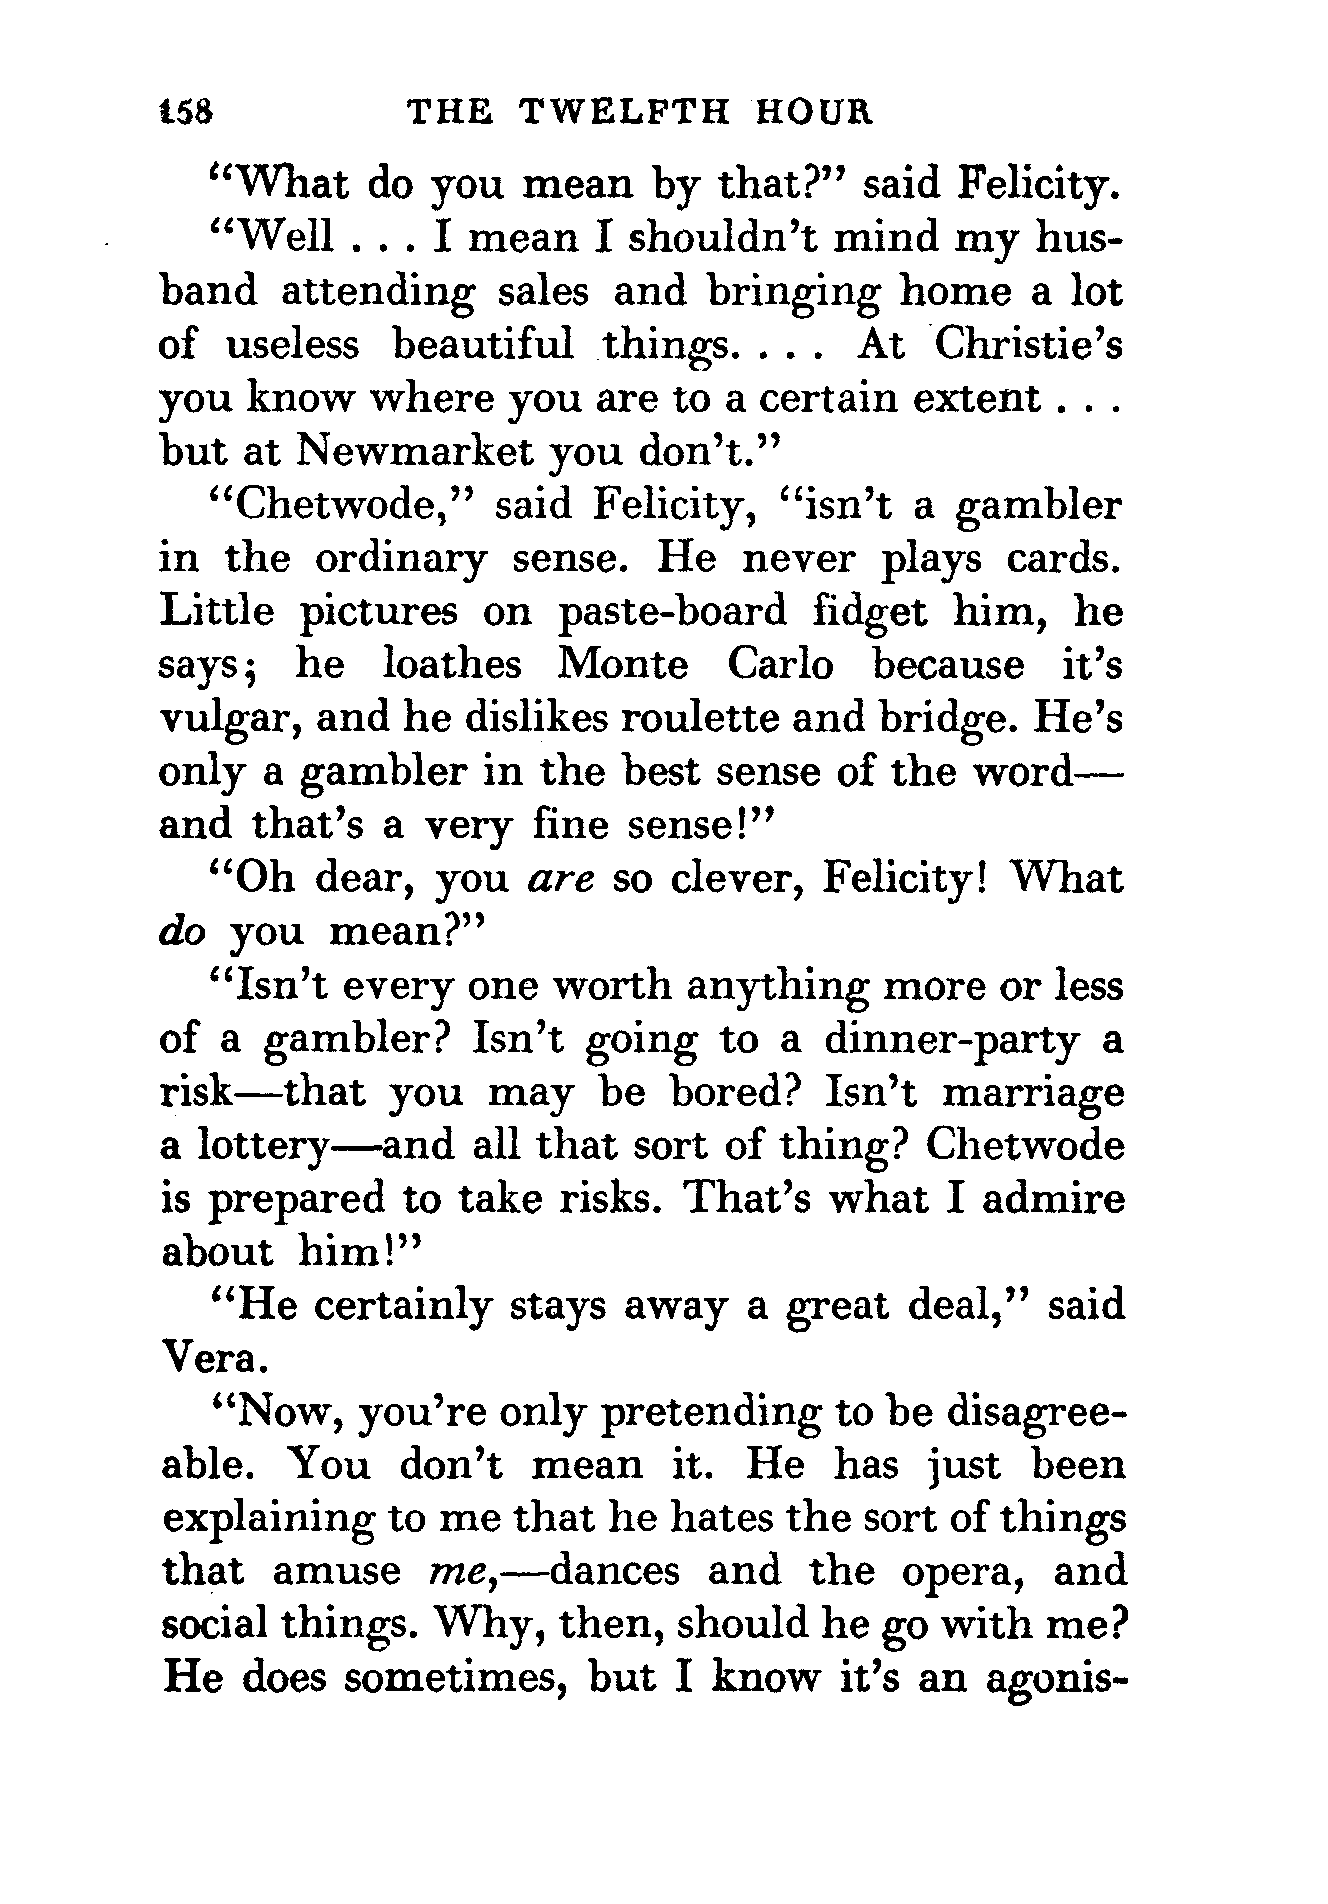 158 THE TWELFTH HOUR
“What do you mean by that?” said Felicity.
“Well . . . I mean I shouldn’t mind my hus-
band attending sales and bringing home a lot
of useless beautiful things. . . . At Christie’s
you know where you are to a certain extent . . .
but at Newmarket you don’t.”
“Chetwode,” said Felicity, “isn’t a gambler
in the ordinary sense. He never plays cards.
Little pictures on paste-board fidget him, he
says; he loathes Monte Carlo because it’s
vulgar, and he dislikes roulette and bridge. He’s
only a gambler in the best sense of the word—
and that’s a very fine sense!”
“Oh dear, you are so clever, Felicity! What
do you mean?”
“Isn’t every one worth anything more or less
of a gambler? Isn’t going to a dinner-party a
risk—that you may be bored? Isn’t marriage
a lottery—and all that sort of thing? Chetwode
is prepared to take risks. That’s what I admire
about him!”
“He certainly stays away a great deal,” said
Vera.
“Now, you’re only pretending to be disagree-
able. You don’t mean it. He has just been
explaining to me that he hates the sort of things
that amuse me,—dances and the opera, and
social things. Why, then, should he go with me?
He does sometimes, but I know it’s an agonis-